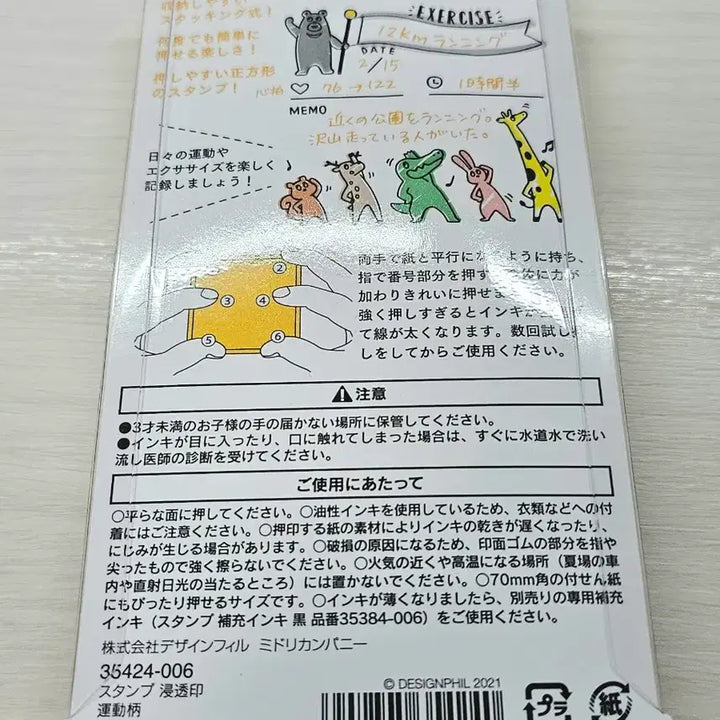 収納しやすい
スタッキング式！
何度でも簡単に
押せる楽しさ！
押しやすい正方形
のスタンプ！
EXERCISE
12kmランニング
DATE
2/15
心拍 76→122
1時間半
MEMO
近くの公園をランニング。
沢山走っている人がいた。
日々の運動や
エクササイズを楽しく
記録しましょう！
②
③ ④
⑤ ⑥
両手で紙と平行になるように持ち、
指で番号部分を押す
加わりきれいに押せま
強く押しすぎるとインキが
て線が太くなります。数回試し
しをしてからご使用ください。
注意
●3才未満のお子様の手の届かない場所に保管してください。
●インキが目に入ったり、口に触れてしまった場合は、すぐに水道水で洗い
流し医師の診断を受けてください。
ご使用にあたって
○平らな面に押してください。○油性インキを使用しているため、衣類などへの付
着にはご注意ください。○押印する紙の素材によりインキの乾きが遅くなったり、
にじみが生じる場合があります。○破損の原因になるため、印面ゴムの部分を指や
尖ったもので強く擦らないでください。○火気の近くや高温になる場所（夏場の車
内や直射日光の当たるところ）には置かないでください。○70mm角の付せん紙
にもぴったり押せるサイズです。○インキが薄くなりましたら、別売りの専用補充
インキ（スタンプ 補充インキ 黒 品番35384-006）をご使用ください。
株式会社デザインフィル ミドリカンパニー
35424-006
スタンプ 浸透印
運動柄
© DESIGNPHIL 2021
プラ
紙